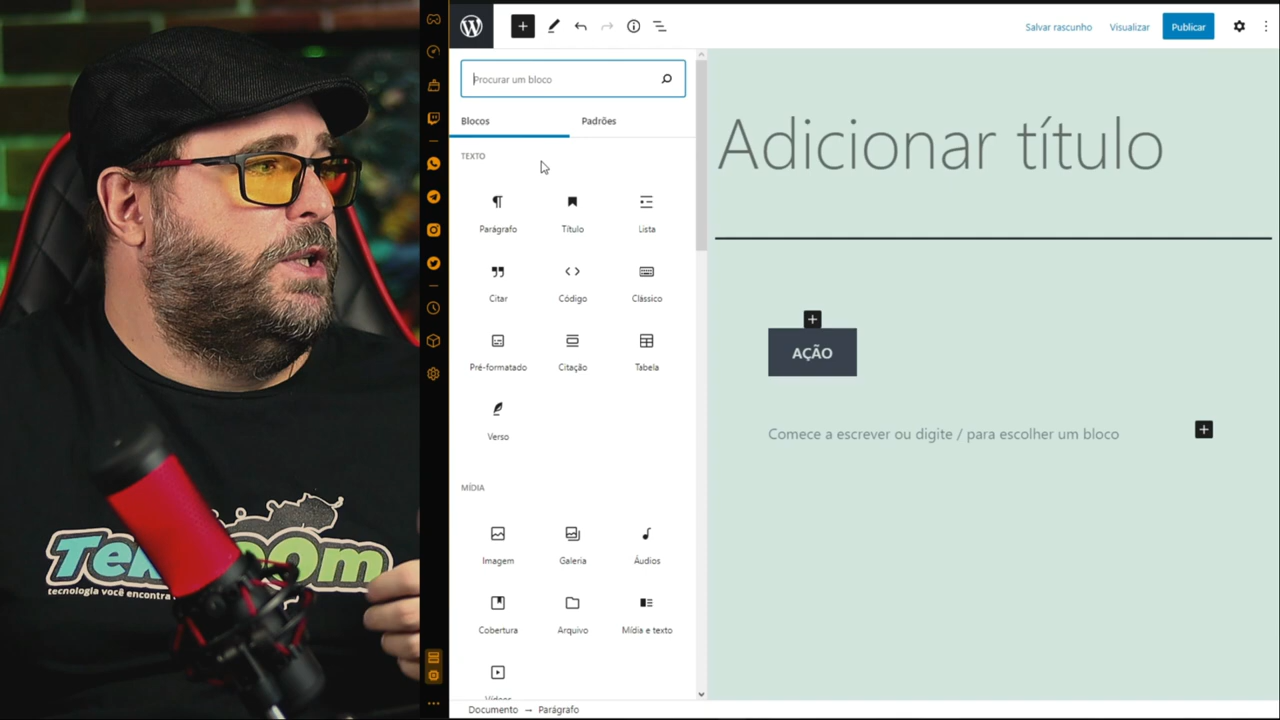 Salvar rascunho Visualizar Publicar
Procurar um bloco
Blocos Padrões
TEXTO
Parágrafo Título Lista
Citar Código Clássico
Pré-formatado Citação Tabela
Verso
MÍDIA
Imagem Galeria Áudios
Cobertura Arquivo Mídia e texto
Vídeos
Documento → Parágrafo
Adicionar título
AÇÃO
Comece a escrever ou digite / para escolher um bloco
tecnologia você encontra